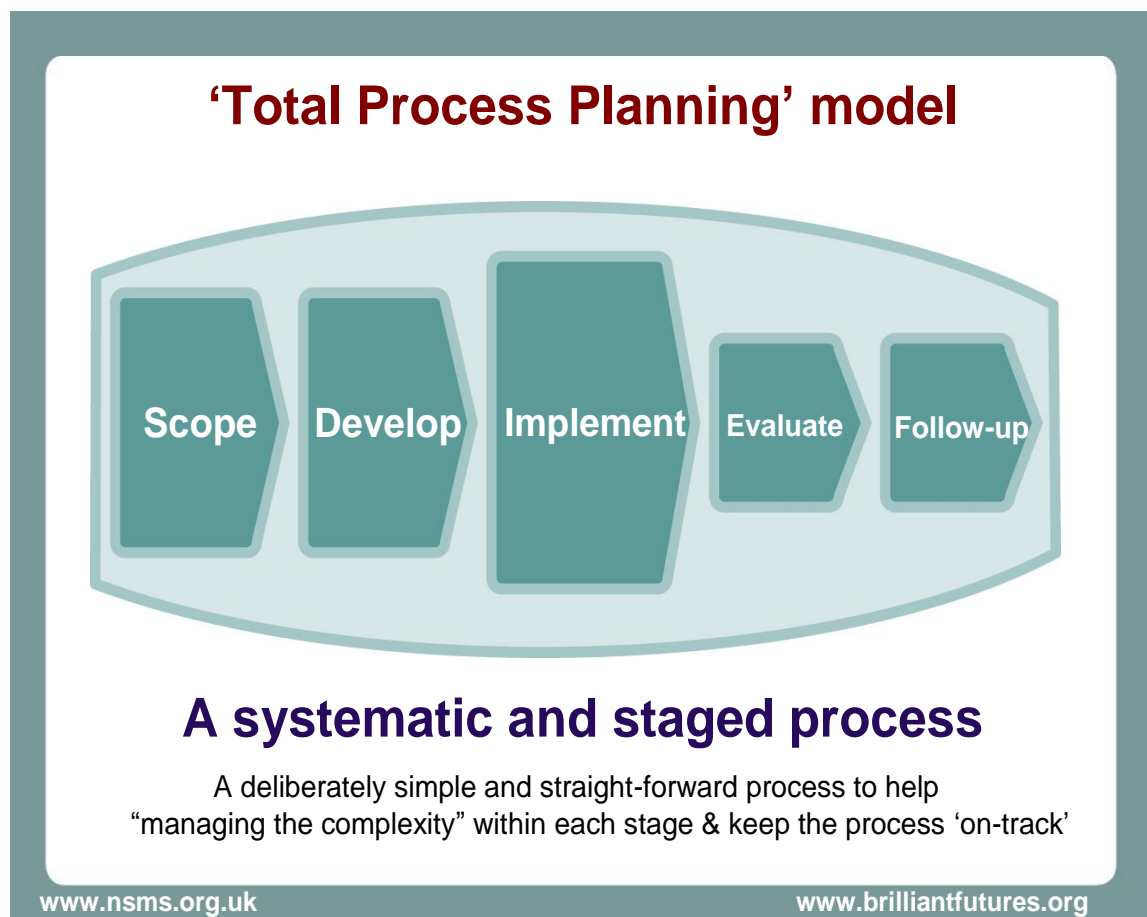 ‘Total Process Planning’ model
Scope
Develop
Implement
Evaluate
Follow-up
A systematic and staged process
A deliberately simple and straight-forward process to help
“managing the complexity” within each stage & keep the process ‘on-track’
www.nsms.org.uk
www.brilliantfutures.org